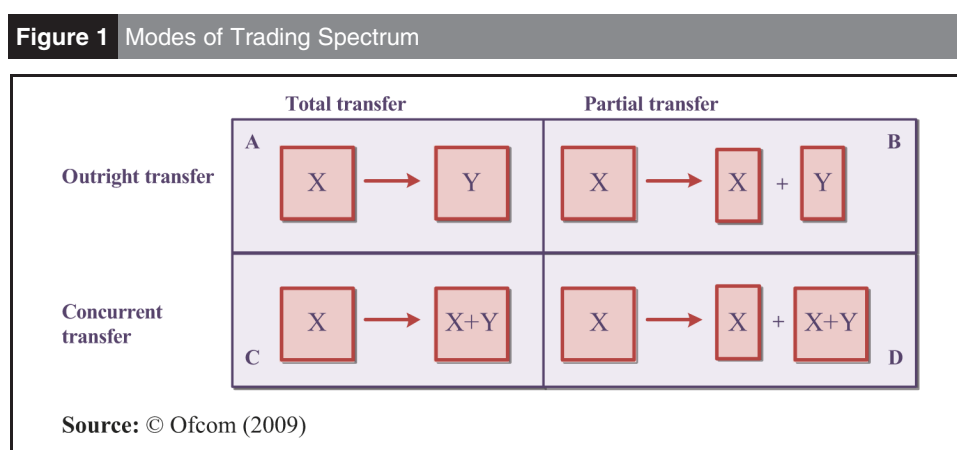 Figure 1 Modes of Trading Spectrum
Total transfer Partial transfer
A B
Outright transfer X → Y X → X + Y
Concurrent
transfer
X → X+Y X → X + X+Y
C D
Source: © Ofcom (2009)